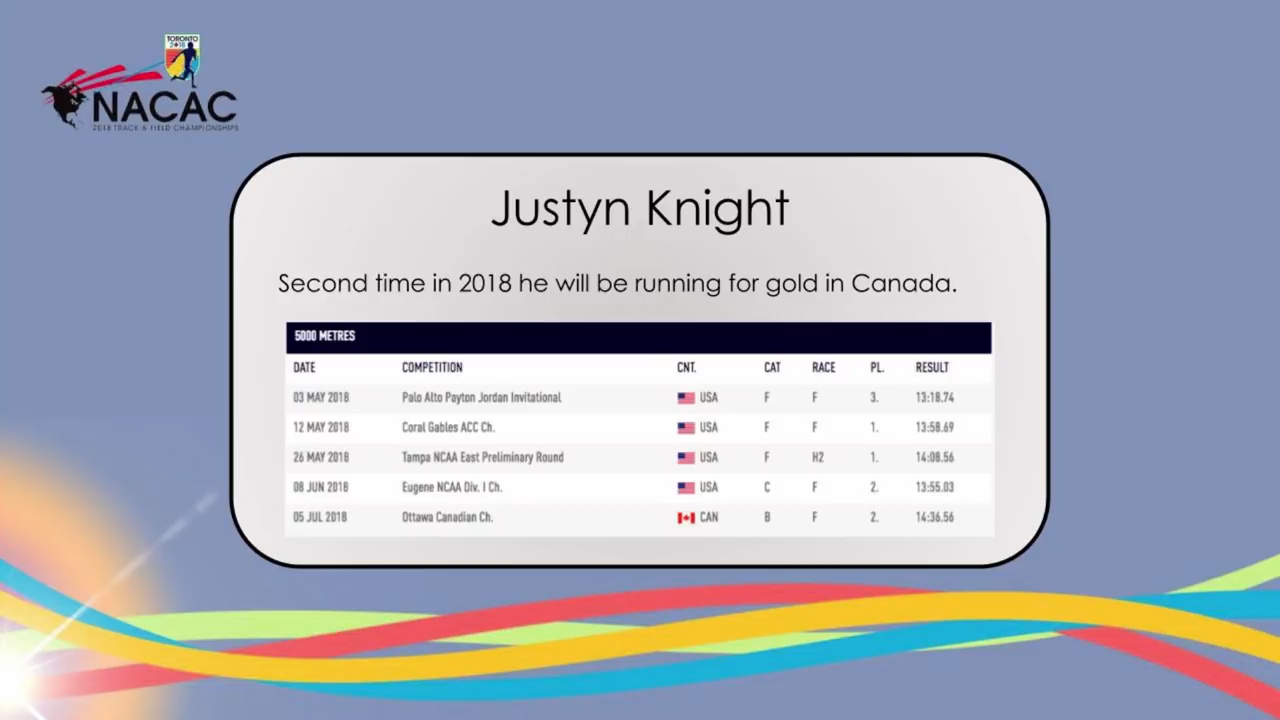 TORONTO
2018
NACAC
2018 TRACK & FIELD CHAMPIONSHIPS
Justyn Knight
Second time in 2018 he will be running for gold in Canada.
5000 METRES
DATE COMPETITION CNT. CAT RACE PL. RESULT
03 MAY 2018 Palo Alto Payton Jordan Invitational USA F F 3. 13:18.74
12 MAY 2018 Coral Gables ACC Ch. USA F F 1. 13:58.69
26 MAY 2018 Tampa NCAA East Preliminary Round USA F H2 1. 14:08.56
08 JUN 2018 Eugene NCAA Div. I Ch. USA C F 2. 13:55.03
05 JUL 2018 Ottawa Canadian Ch. CAN B F 2. 14:36.56